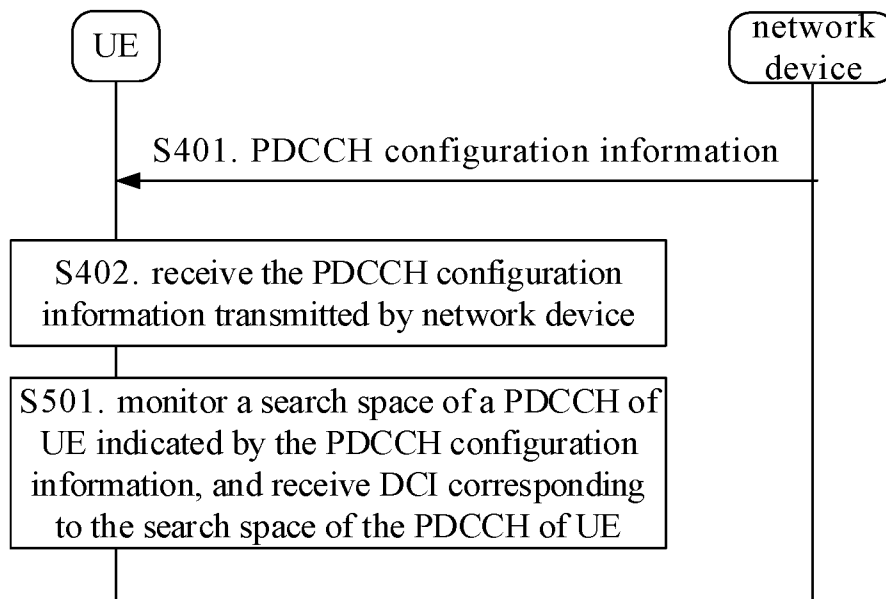 UE
network
device
S401. PDCCH configuration information
S402. receive the PDCCH configuration
information transmitted by network device
S501. monitor a search space of a PDCCH of
UE indicated by the PDCCH configuration
information, and receive DCI corresponding
to the search space of the PDCCH of UE